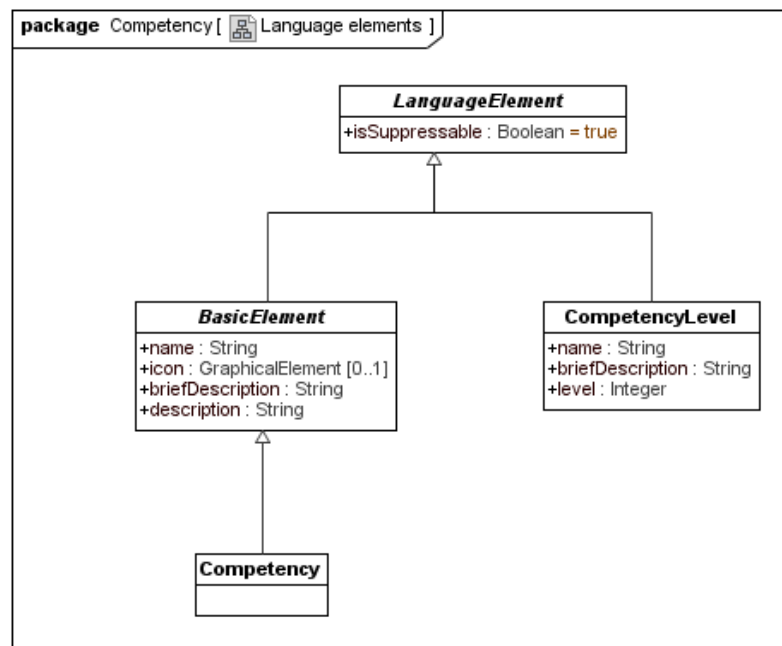 package Competency [ Language elements ]
LanguageElement
+isSuppressable : Boolean = true
BasicElement
+name : String
+icon : GraphicalElement [0..1]
+briefDescription : String
+description : String
CompetencyLevel
+name : String
+briefDescription : String
+level : Integer
Competency